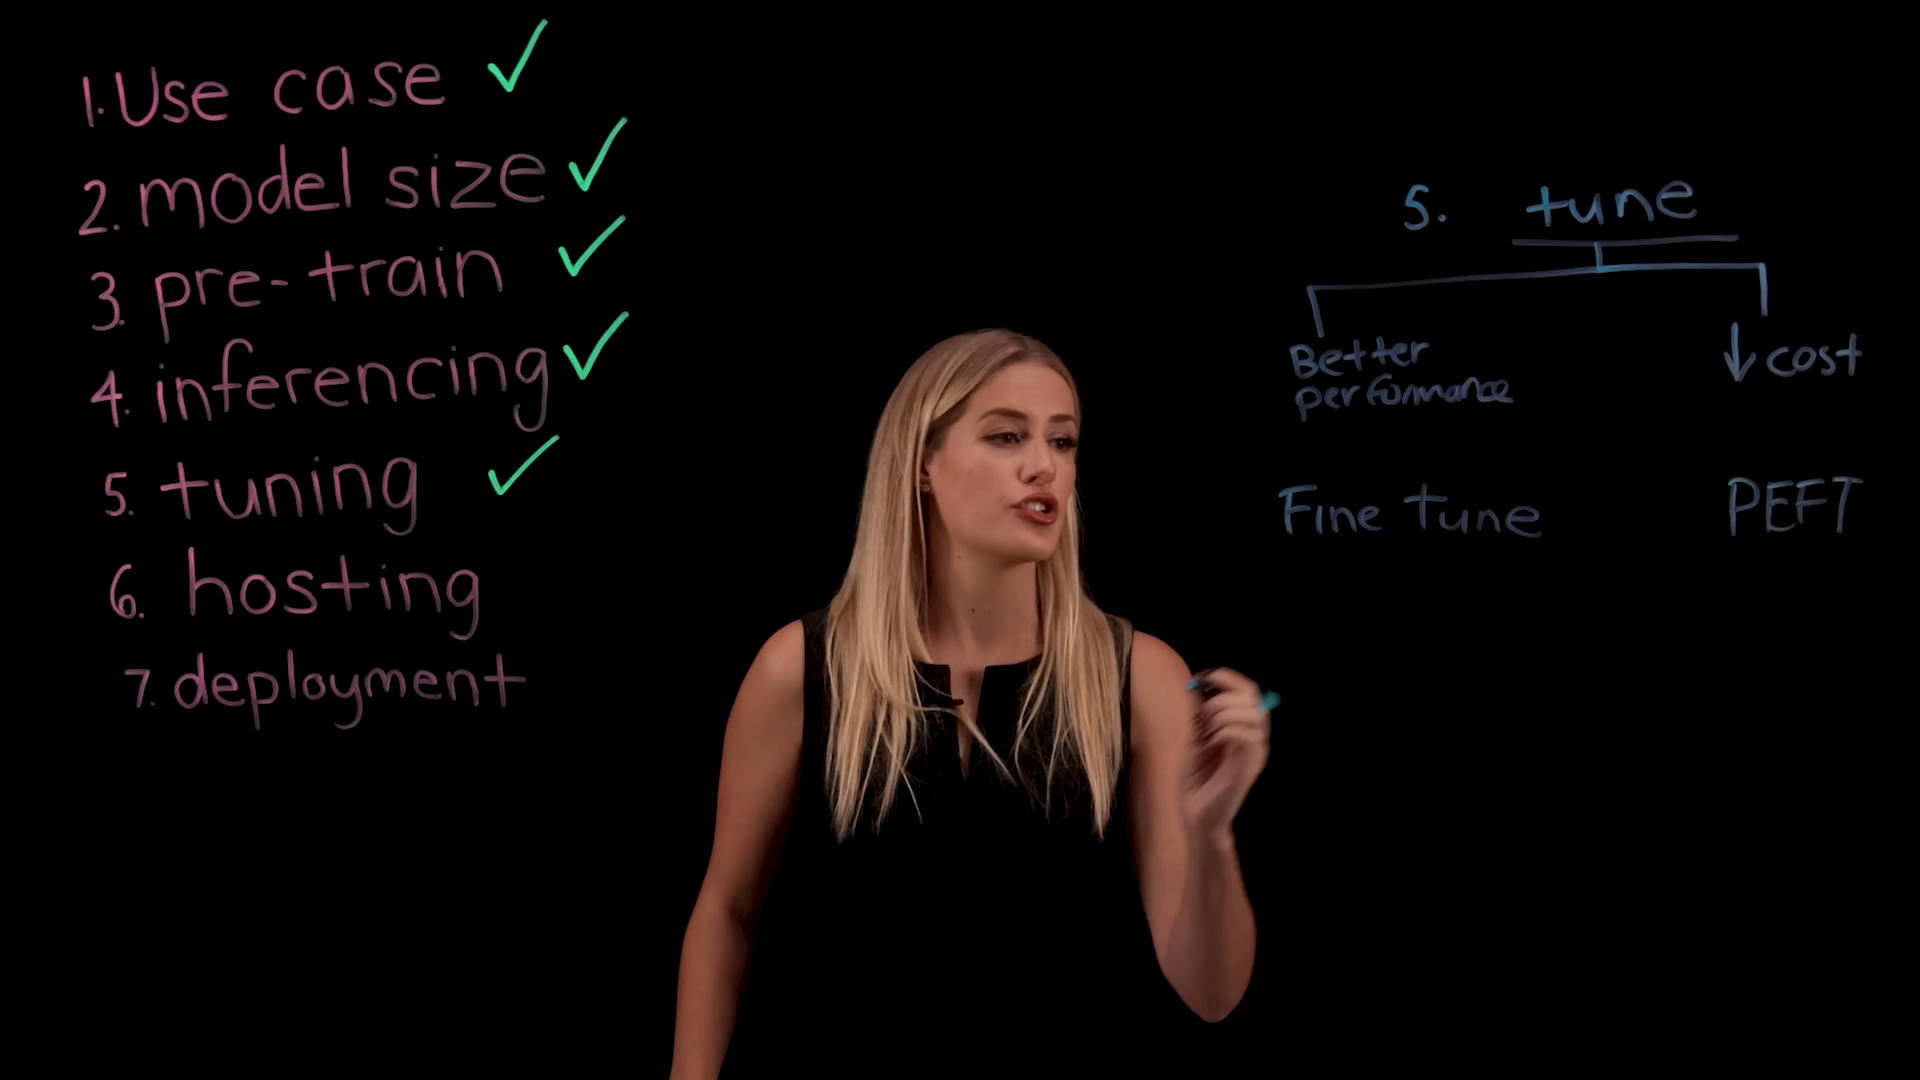 1. Use case
2. model size
3. pre-train
4. inferencing
5. tuning
6. hosting
7. deployment
5. tune
Better
performance
↓ cost
Fine tune
PEFT